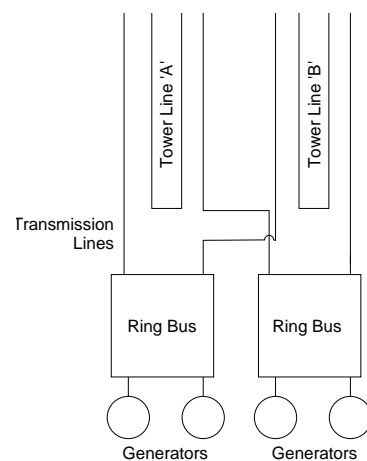 Tower Line 'A'
Tower Line 'B'
Transmission
Lines
Ring Bus
Ring Bus
Generators
Generators